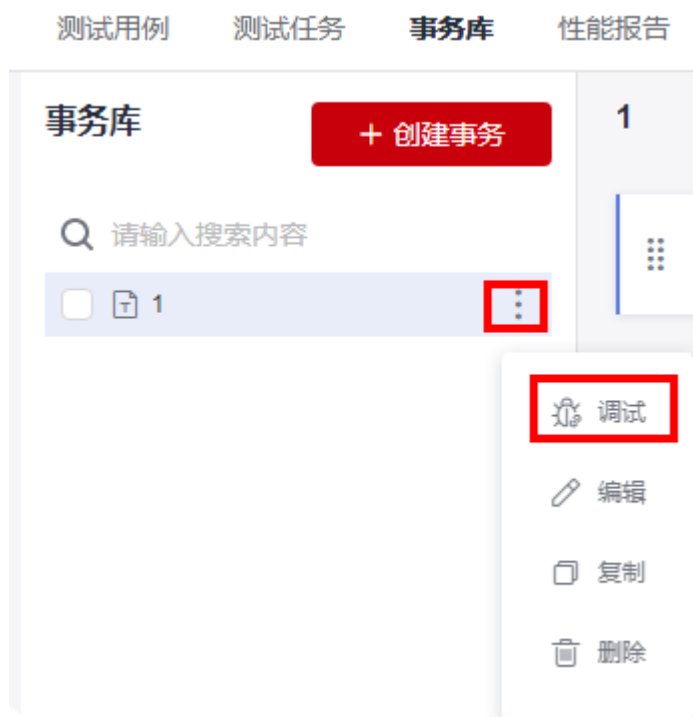 测试用例 测试任务 事务库 性能报告
事务库
+ 创建事务
1
请输入搜索内容
T 1
调试
编辑
复制
删除